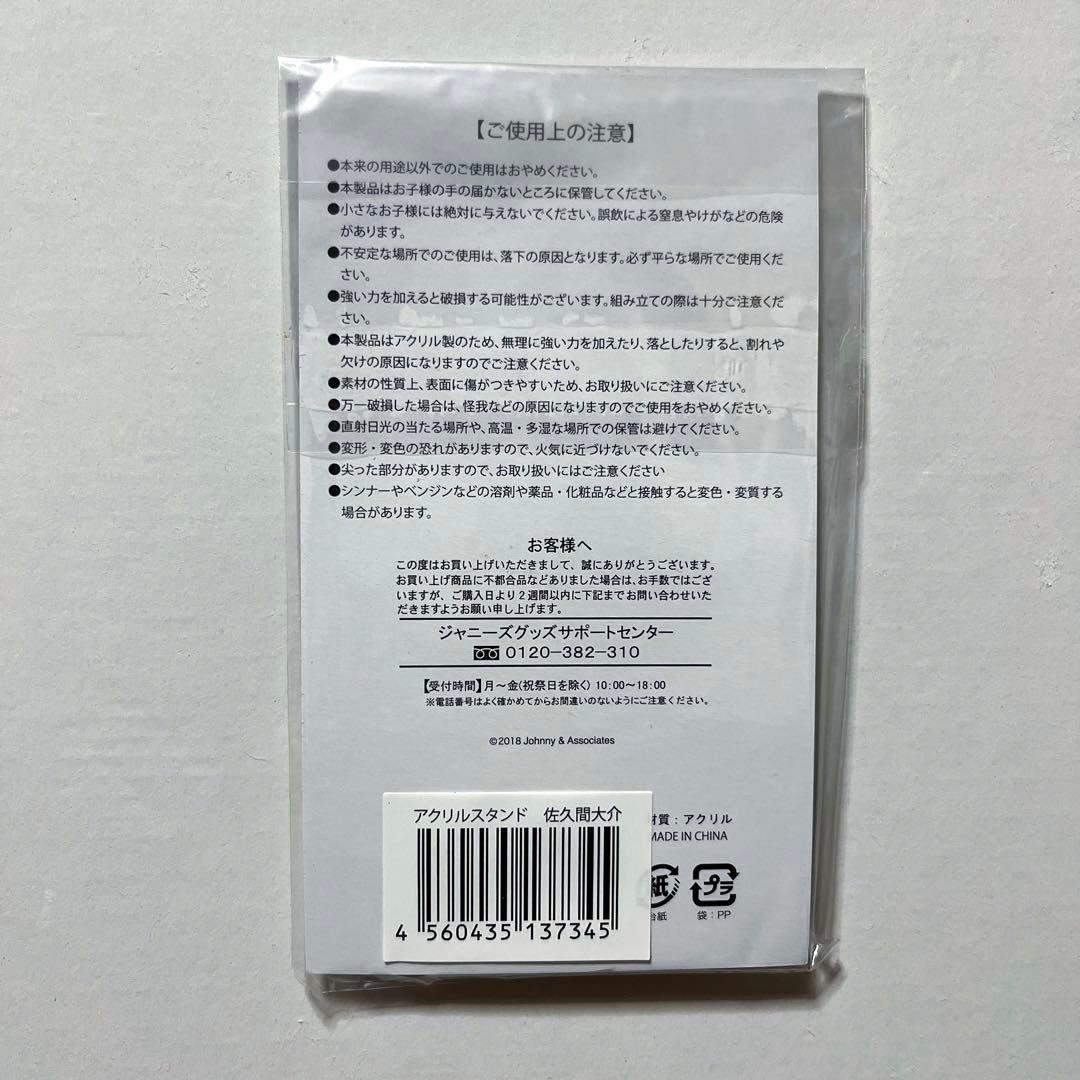 【ご使用上の注意】
●本来の用途以外でのご使用はおやめください。
●本製品はお子様の手の届かないところに保管してください。
●小さなお子様には絶対に与えないでください。誤飲による窒息やけがなどの危険
があります。
●不安定な場所でのご使用は、落下の原因となります。必ず平らな場所でご使用くだ
さい。
●強い力を加えると破損する可能性がございます。組み立ての際は十分ご注意くだ
さい。
●本製品はアクリル製のため、無理に強い力を加えたり、落としたりすると、割れや
欠けの原因になりますのでご注意ください。
●素材の性質上、表面に傷がつきやすいため、お取り扱いにご注意ください。
●万一破損した場合は、怪我などの原因になりますのでご使用をおやめください。
●直射日光の当たる場所や、高温・多湿な場所での保管は避けてください。
●変形・変色の恐れがありますので、火気に近づけないでください。
●尖った部分がありますので、お取り扱いにはご注意ください
●シンナーやベンジンなどの溶剤や薬品・化粧品などと接触すると変色・変質する
場合があります。
お客様へ
この度はお買い上げいただきまして、誠にありがとうございます。
お買い上げ商品に不都合品などありました場合は、お手数ではござ
いますが、ご購入日より2週間以内に下記までお問い合わせいた
だきますようお願い申し上げます。
ジャニーズグッズサポートセンター
0120-382-310
【受付時間】月〜金(祝祭日を除く) 10:00〜18:00
※電話番号はよく確かめてからお間違いのないようにご注意ください。
©2018 Johnny & Associates
アクリルスタンド 佐久間大介
4 560435 137345
材質：アクリル
MADE IN CHINA
紙 プラ
台紙 袋：PP